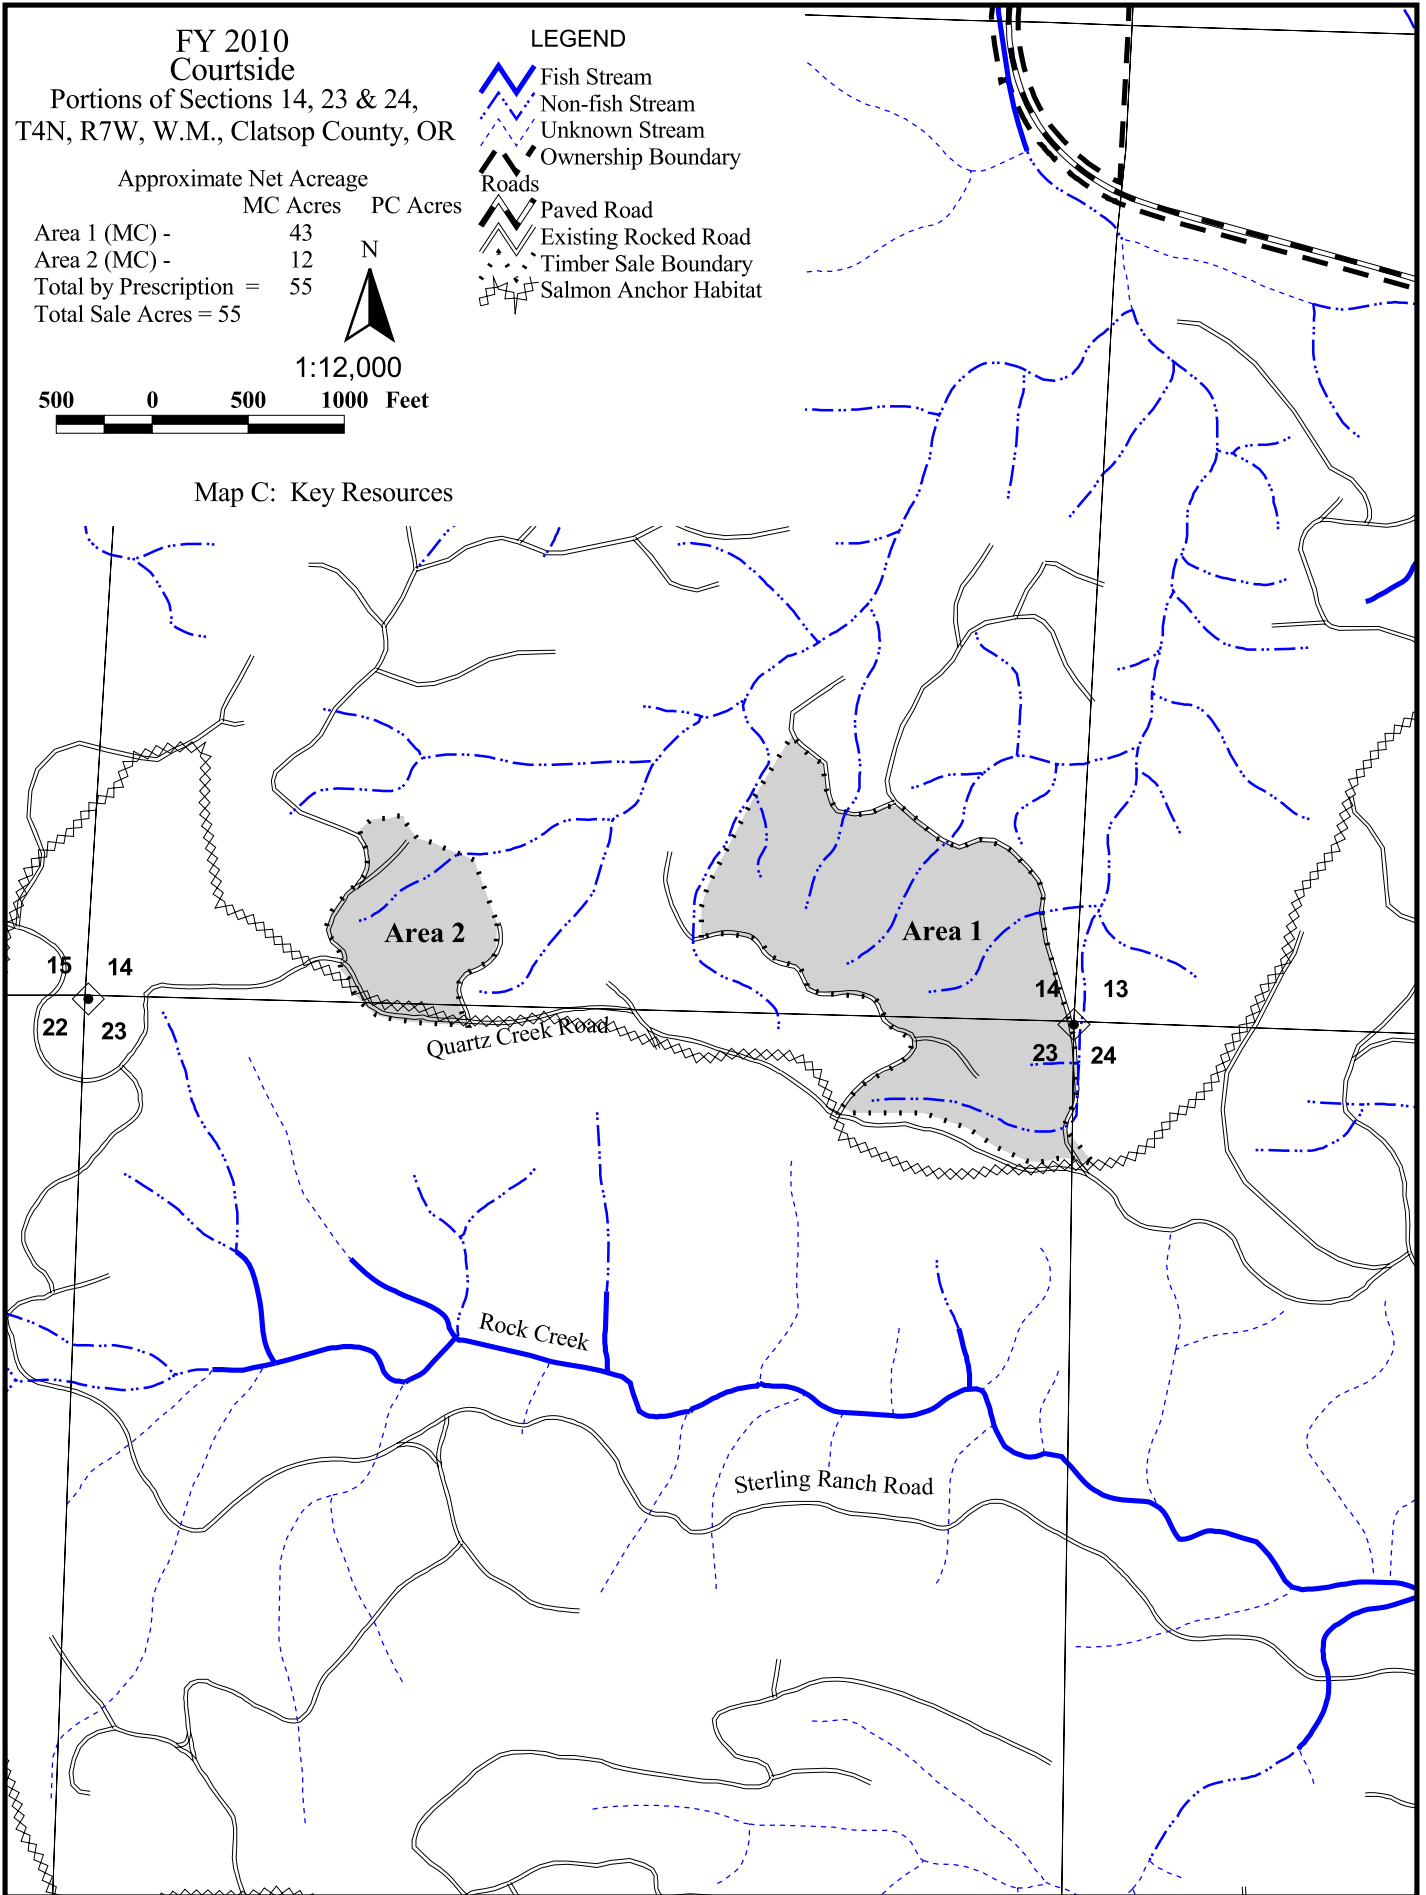 FY 2010
Courtside
Portions of Sections 14, 23 & 24,
T4N, R7W, W.M., Clatsop County, OR
Approximate Net Acreage
MC Acres PC Acres
Area 1 (MC) - 43
Area 2 (MC) - 12
Total by Prescription = 55
Total Sale Acres = 55
N
1:12,000
500 0 500 1000 Feet
Map C: Key Resources
LEGEND
Fish Stream
Non-fish Stream
Unknown Stream
Ownership Boundary
Roads
Paved Road
Existing Rocked Road
Timber Sale Boundary
Salmon Anchor Habitat
Area 2
Area 1
15 14
22 23
14 13
23 24
Quartz Creek Road
Rock Creek
Sterling Ranch Road